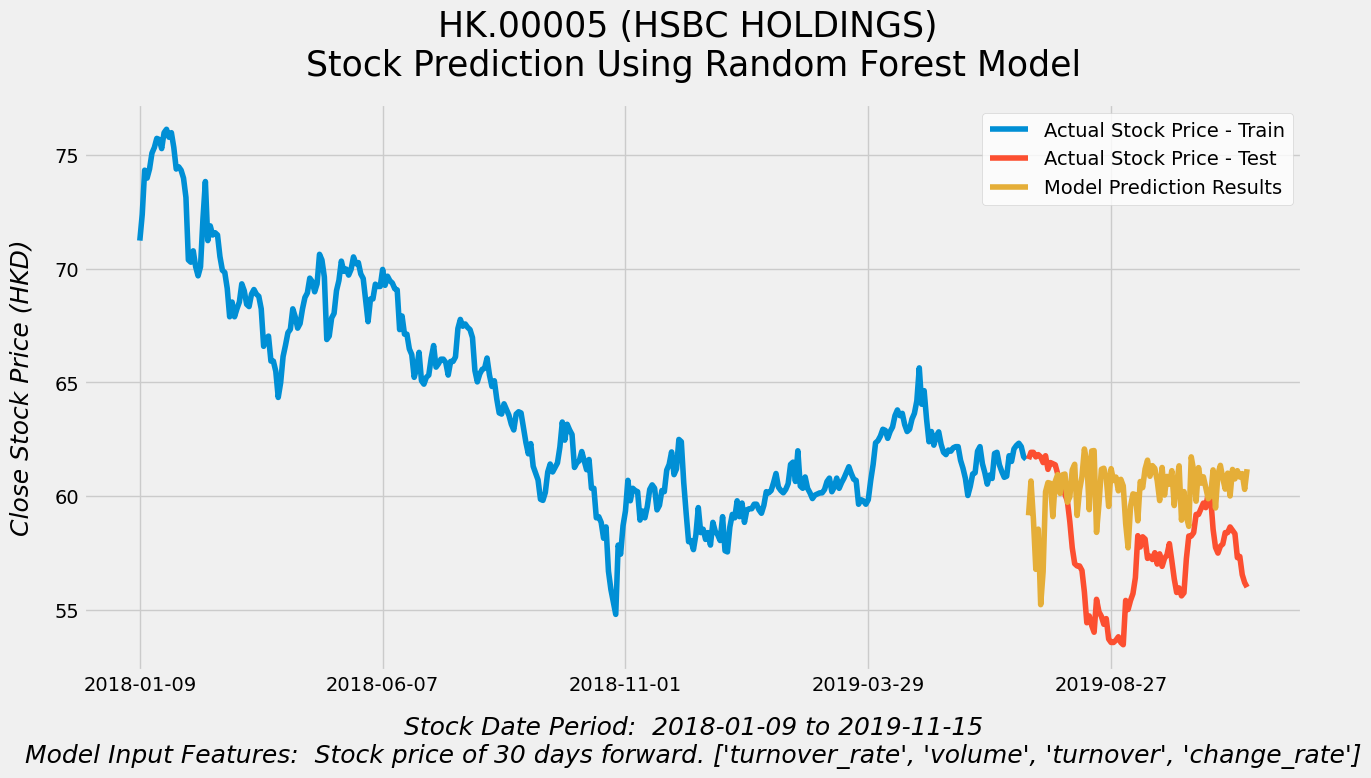 HK.00005 (HSBC HOLDINGS)
Stock Prediction Using Random Forest Model
Actual Stock Price - Train
Actual Stock Price - Test
Model Prediction Results
Close Stock Price (HKD)
75
70
65
60
55
2018-01-09
2018-06-07
2018-11-01
2019-03-29
2019-08-27
Stock Date Period:  2018-01-09 to 2019-11-15
Model Input Features:  Stock price of 30 days forward. ['turnover_rate', 'volume', 'turnover', 'change_rate']